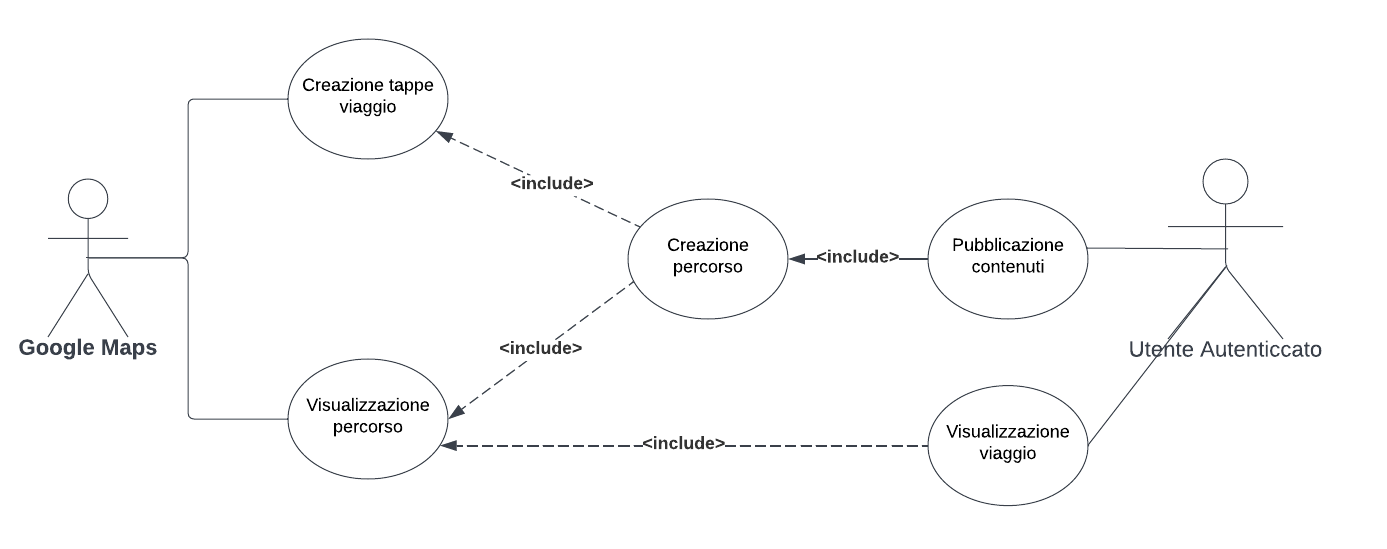 Creazione tappe
viaggio
<include>
Creazione
percorso
<include>
Pubblicazione
contenuti
Google Maps
<include>
Utente Autenticcato
Visualizzazione
percorso
<include>
Visualizzazione
viaggio